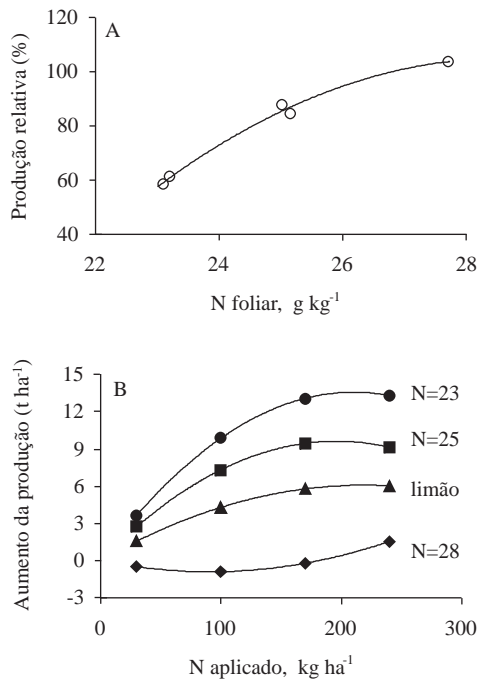 A
Produção relativa (%)
120
100
80
60
40
22 24 26 28
N foliar, g kg-1
B
Aumento da produção (t ha-1)
15
12
9
6
3
0
-3
N=23
N=25
limão
N=28
0 100 200 300
N aplicado, kg ha-1